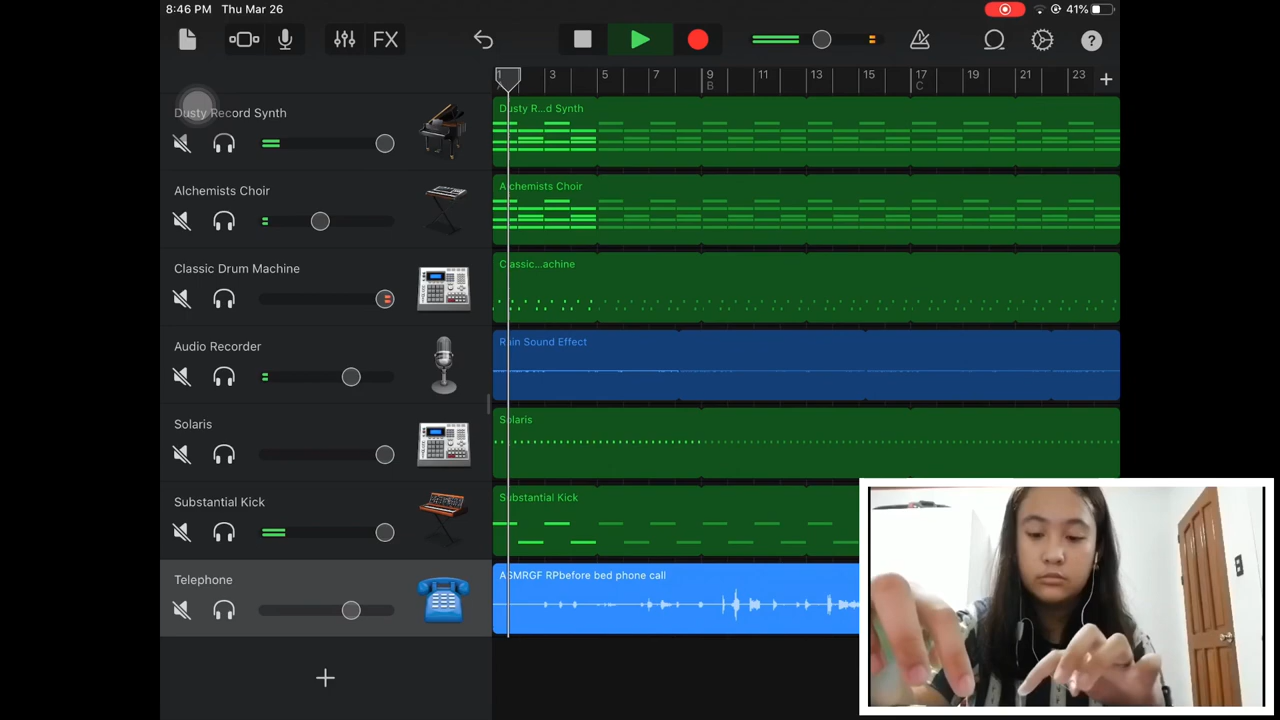 8:46 PM Thu Mar 26
41%
FX
?
1 3 5 7 9 11 13 15 17 19 21 23 +
B C
Dusty Record Synth
Dusty R...d Synth
Alchemists Choir
Alchemists Choir
Classic Drum Machine
Classic...achine
Audio Recorder
Rain Sound Effect
Solaris
Solaris
Substantial Kick
Substantial Kick
Telephone
ASMRGF RPbefore bed phone call
+